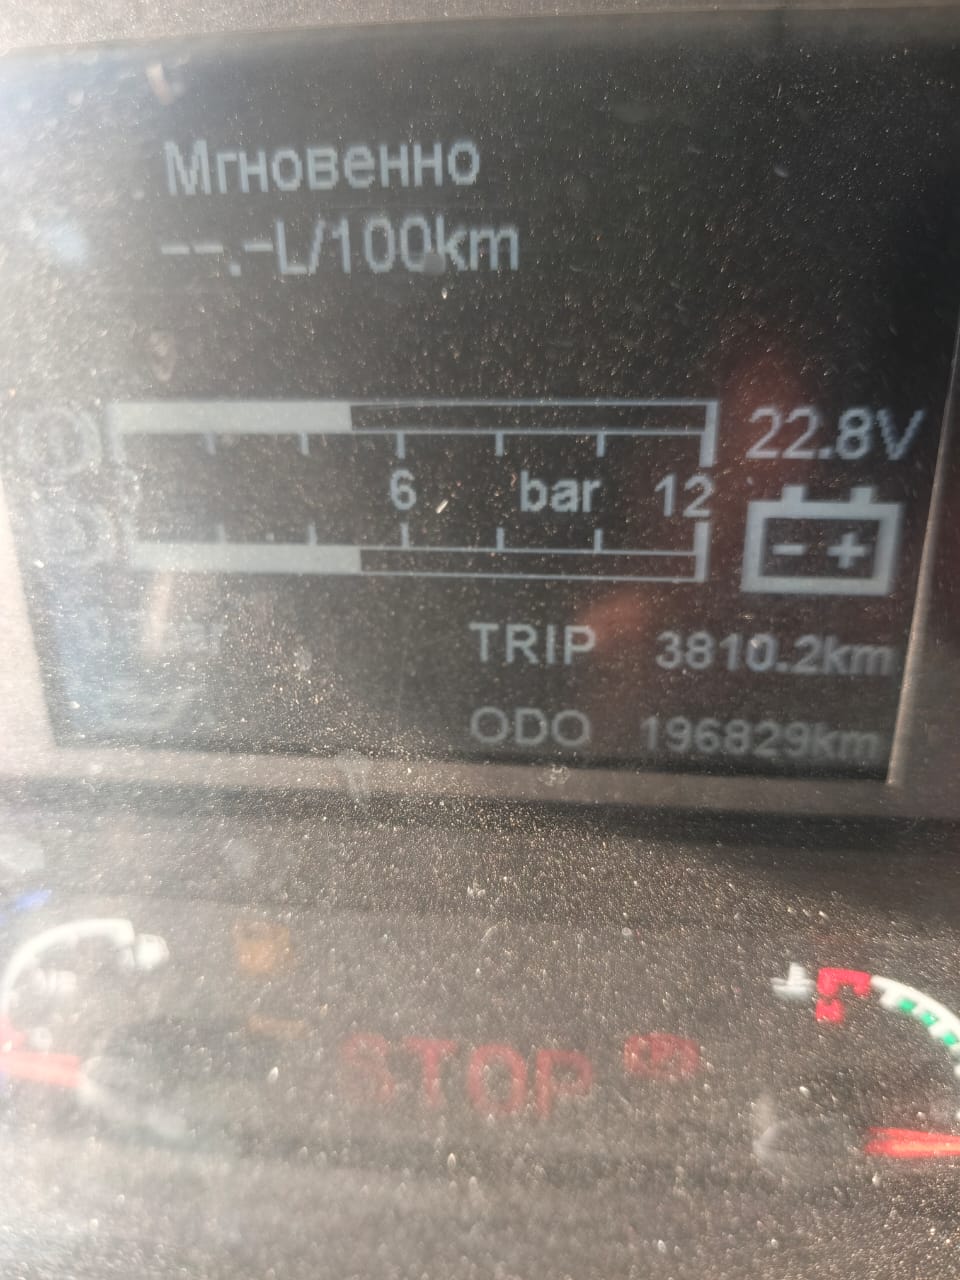 Мгновенно
--.-L/100km
22.8V
6 bar 12
- +
TRIP 3810.2km
ODO 196829km
STOP